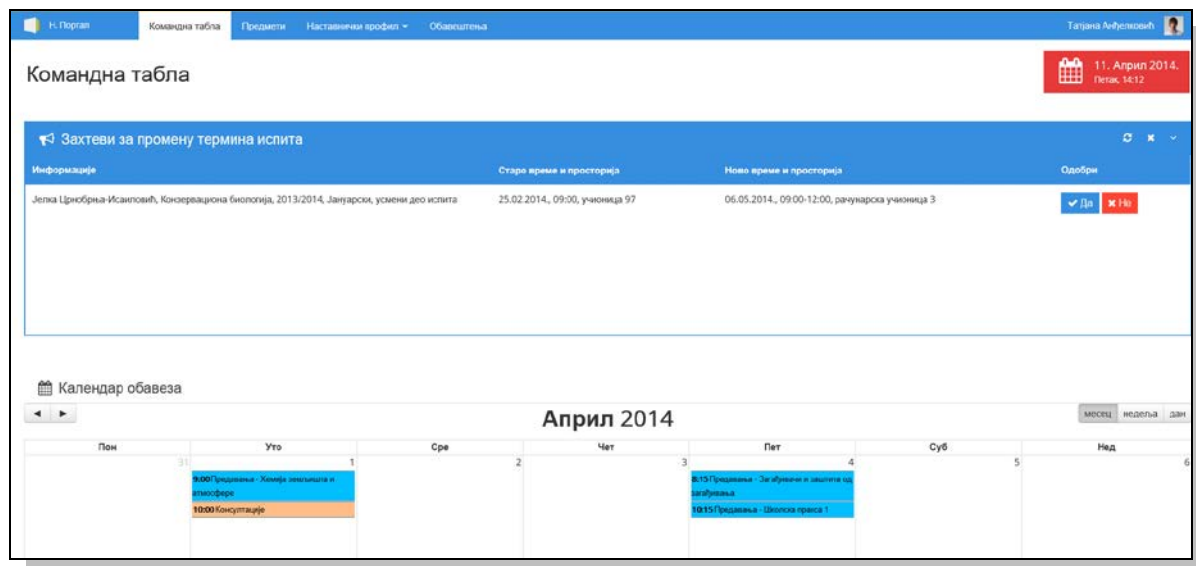 Н. Портал Командна табла Предмети Наставнички профил Обавештења Татјана Анђелковић
Командна табла
11. Април 2014.
Петак, 14:12
Захтеви за промену термина испита
Информације Старо време и просторија Ново време и просторија Одобри
Јелка Црнобрња-Исаиловић, Конзервациона биологија, 2013/2014, Јануарски, усмени део испита 25.02.2014., 09:00, учионица 97 06.05.2014., 09:00-12:00, рачунарска учионица 3 Да Не
Календар обавеза
Април 2014 месец недеља дан
Пон Уто Сре Чет Пет Суб Нед
31 1 2 3 4 5 6
9:00 Предавања - Хемија земљишта и
атмосфере
10:00 Консултације
8:15 Предавања - Загађивачи и заштита од
загађивања
10:15 Предавања - Школска пракса 1